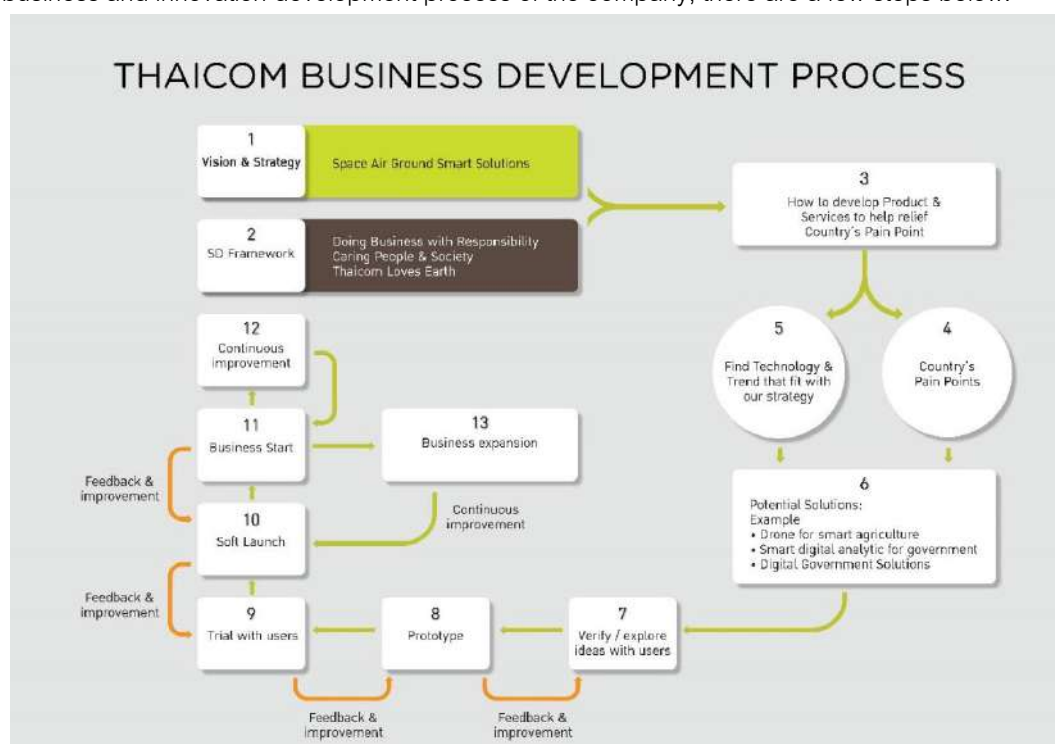 business and innovation development process of the company, there are a few steps below.
THAICOM BUSINESS DEVELOPMENT PROCESS
1
Vision & Strategy
Space Air Ground Smart Solutions
2
SD Framework
Doing Business with Responsibility
Caring People & Society
Thaicom Loves Earth
3
How to develop Product &
Services to help relief
Country's Pain Point
5
Find Technology &
Trend that fit with
our strategy
4
Country's
Pain Points
12
Continuous
improvement
11
Business Start
13
Business expansion
Feedback &
improvement
10
Soft Launch
Continuous
improvement
6
Potential Solutions:
Example
• Drone for smart agriculture
• Smart digital analytic for government
• Digital Government Solutions
Feedback &
improvement
9
Trial with users
8
Prototype
7
Verify / explore
ideas with users
Feedback &
improvement
Feedback &
improvement